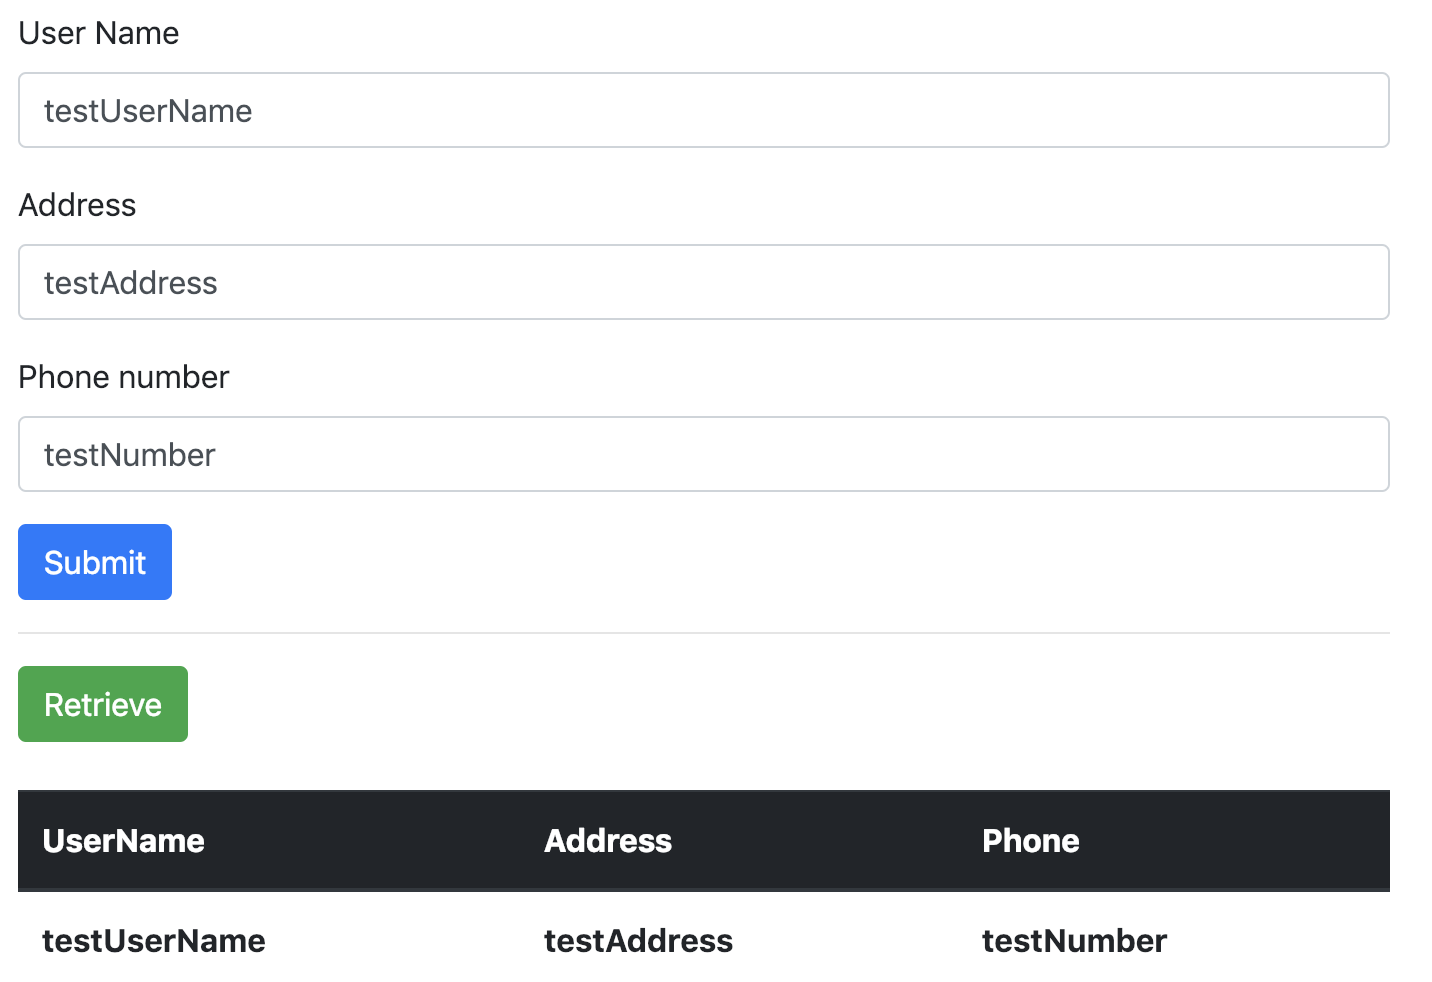 User Name
testUserName
Address
testAddress
Phone number
testNumber
Submit
Retrieve
UserName Address Phone
testUserName testAddress testNumber